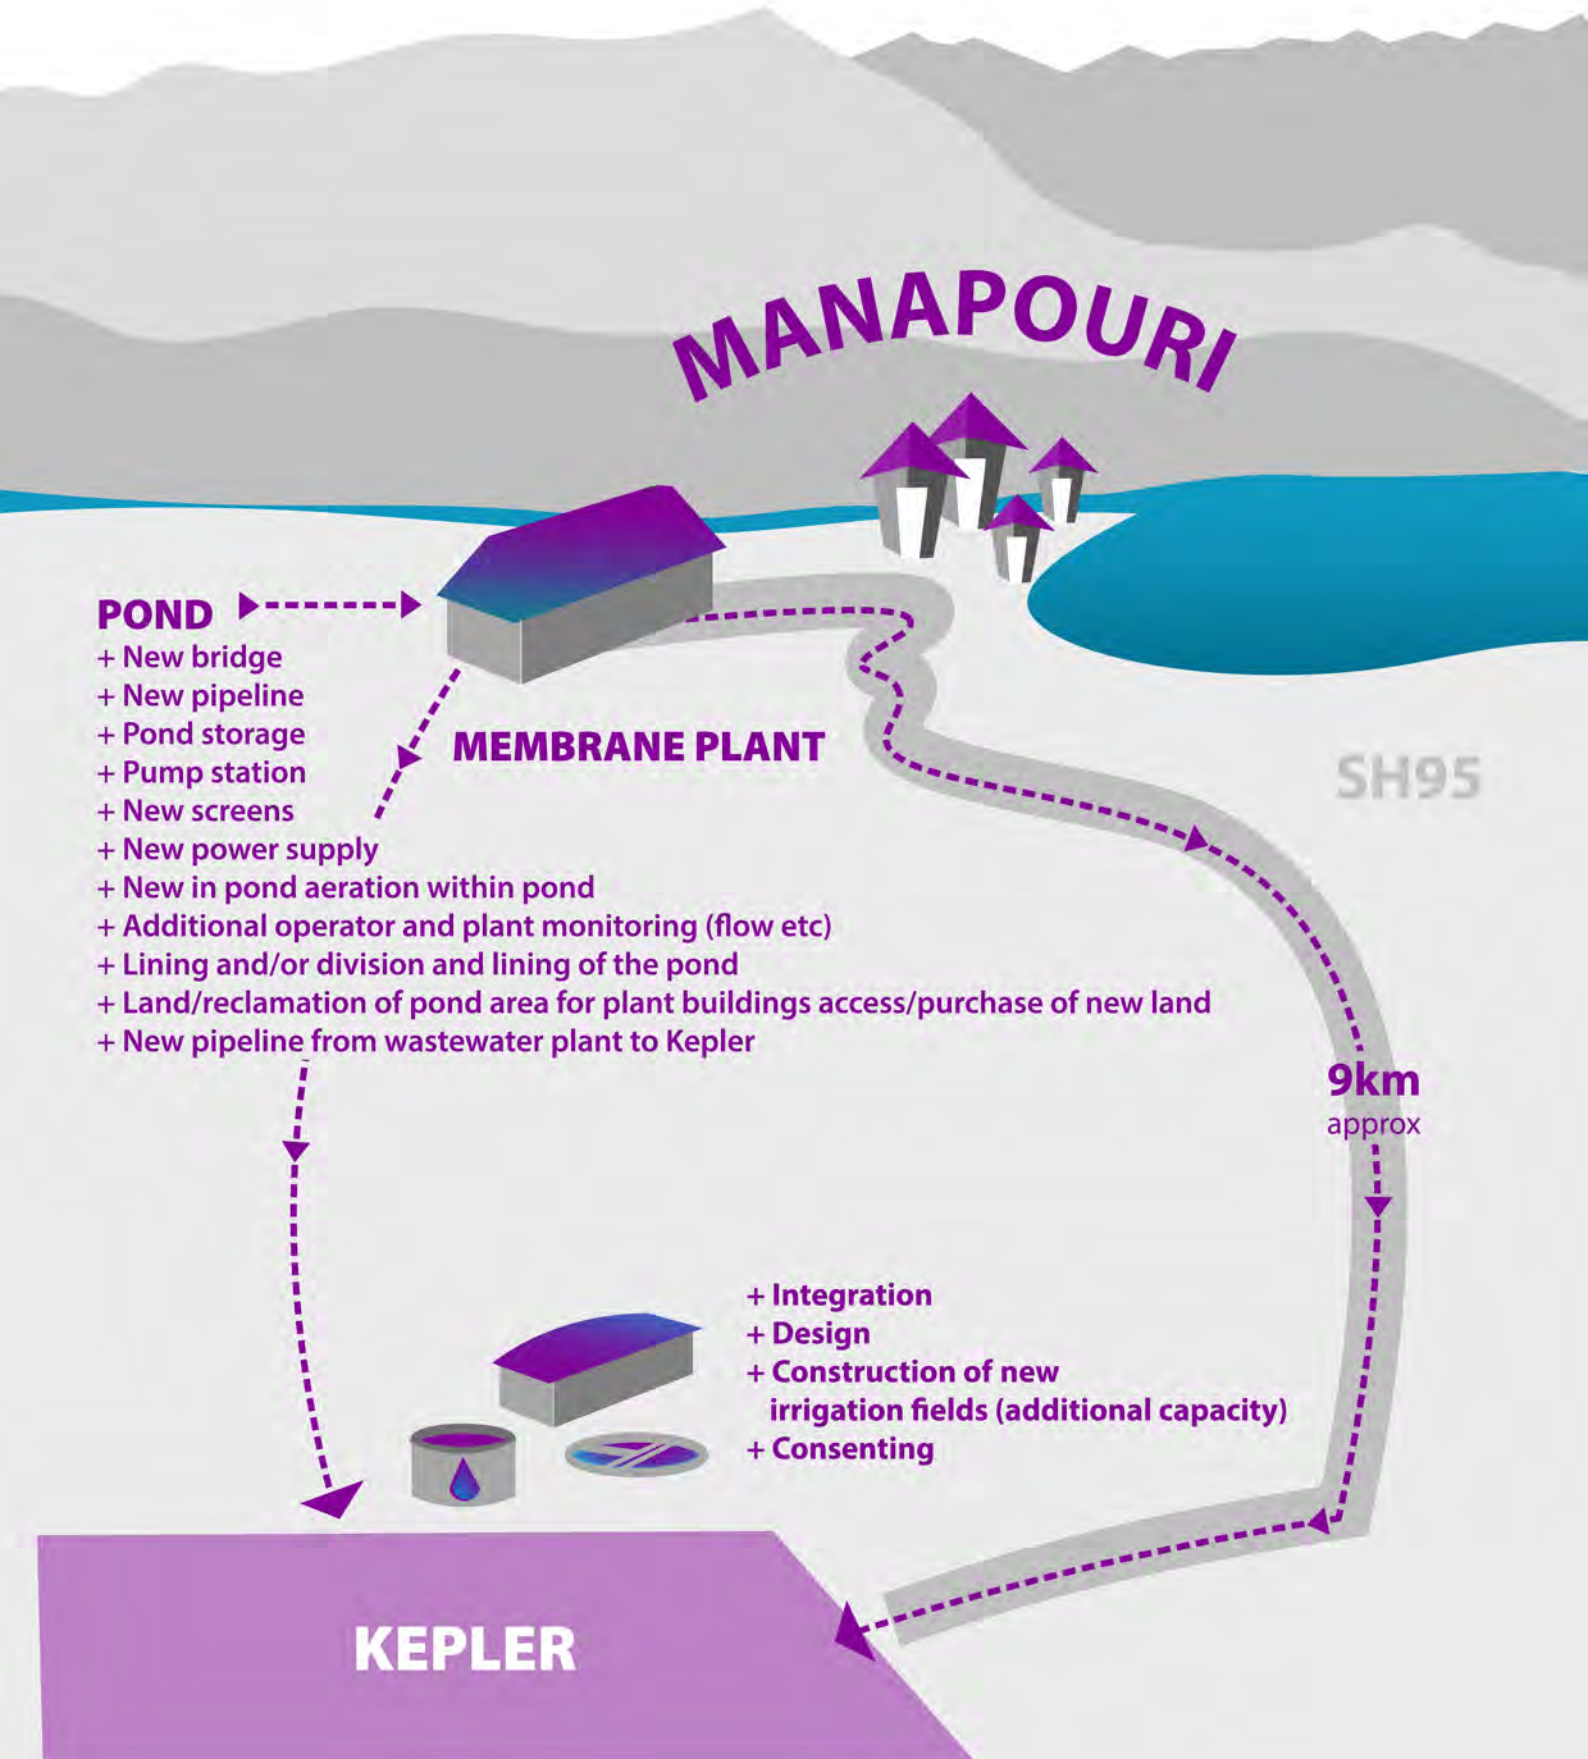 MANAPOURI
POND
+ New bridge
+ New pipeline
+ Pond storage
+ Pump station
+ New screens
+ New power supply
+ New in pond aeration within pond
+ Additional operator and plant monitoring (flow etc)
+ Lining and/or division and lining of the pond
+ Land/reclamation of pond area for plant buildings access/purchase of new land
+ New pipeline from wastewater plant to Kepler
MEMBRANE PLANT
SH95
9km
approx
+ Integration
+ Design
+ Construction of new
irrigation fields (additional capacity)
+ Consenting
KEPLER